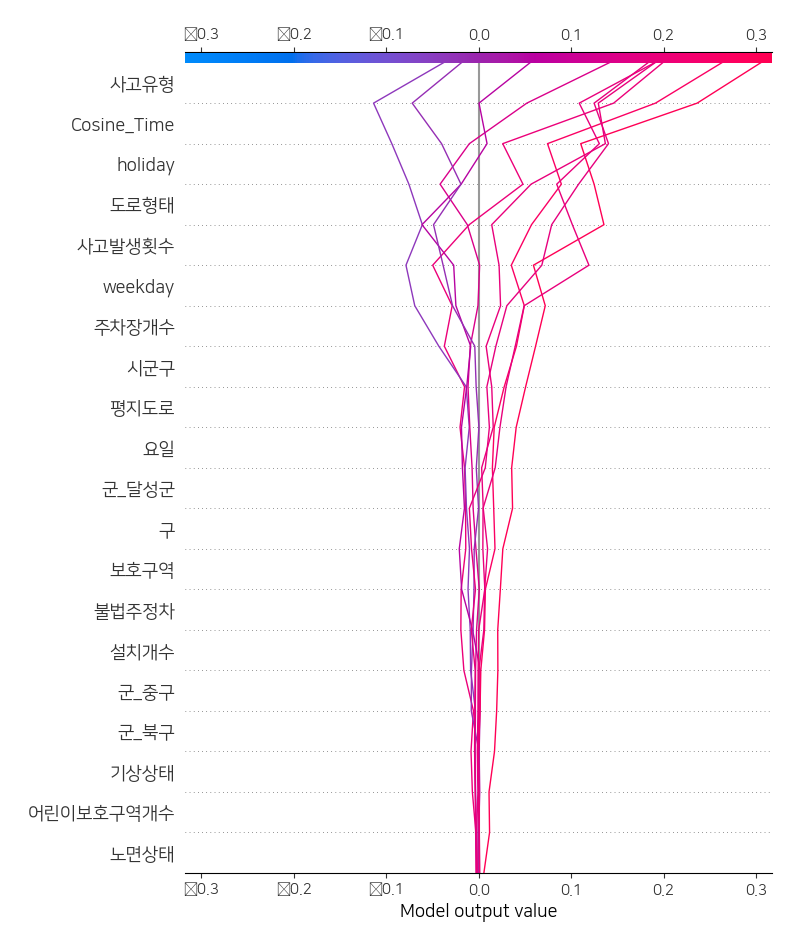 0.3 0.2 0.1 0.0 0.1 0.2 0.3
사고유형
Cosine_Time
holiday
도로형태
사고발생횟수
weekday
주차장개수
시군구
평지도로
요일
군_달성군
구
보호구역
불법주정차
설치개수
군_중구
군_북구
기상상태
어린이보호구역개수
노면상태
0.3 0.2 0.1 0.0 0.1 0.2 0.3
Model output value